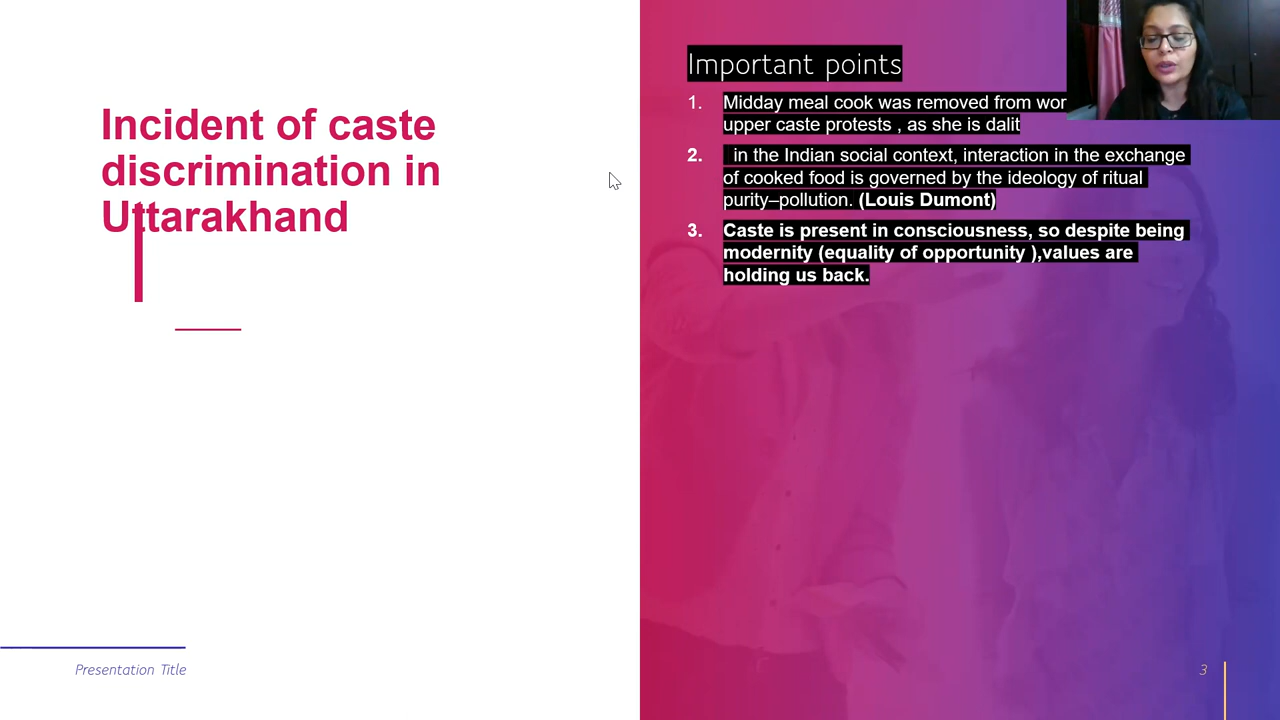 Incident of caste
discrimination in
Uttarakhand
Presentation Title
Important points
1. Midday meal cook was removed from
upper caste protests , as she is dalit
2. in the Indian social context, interaction in the exchange
of cooked food is governed by the ideology of ritual
purity–pollution. (Louis Dumont)
3. Caste is present in consciousness, so despite being
modernity (equality of opportunity ),values are
holding us back.
3